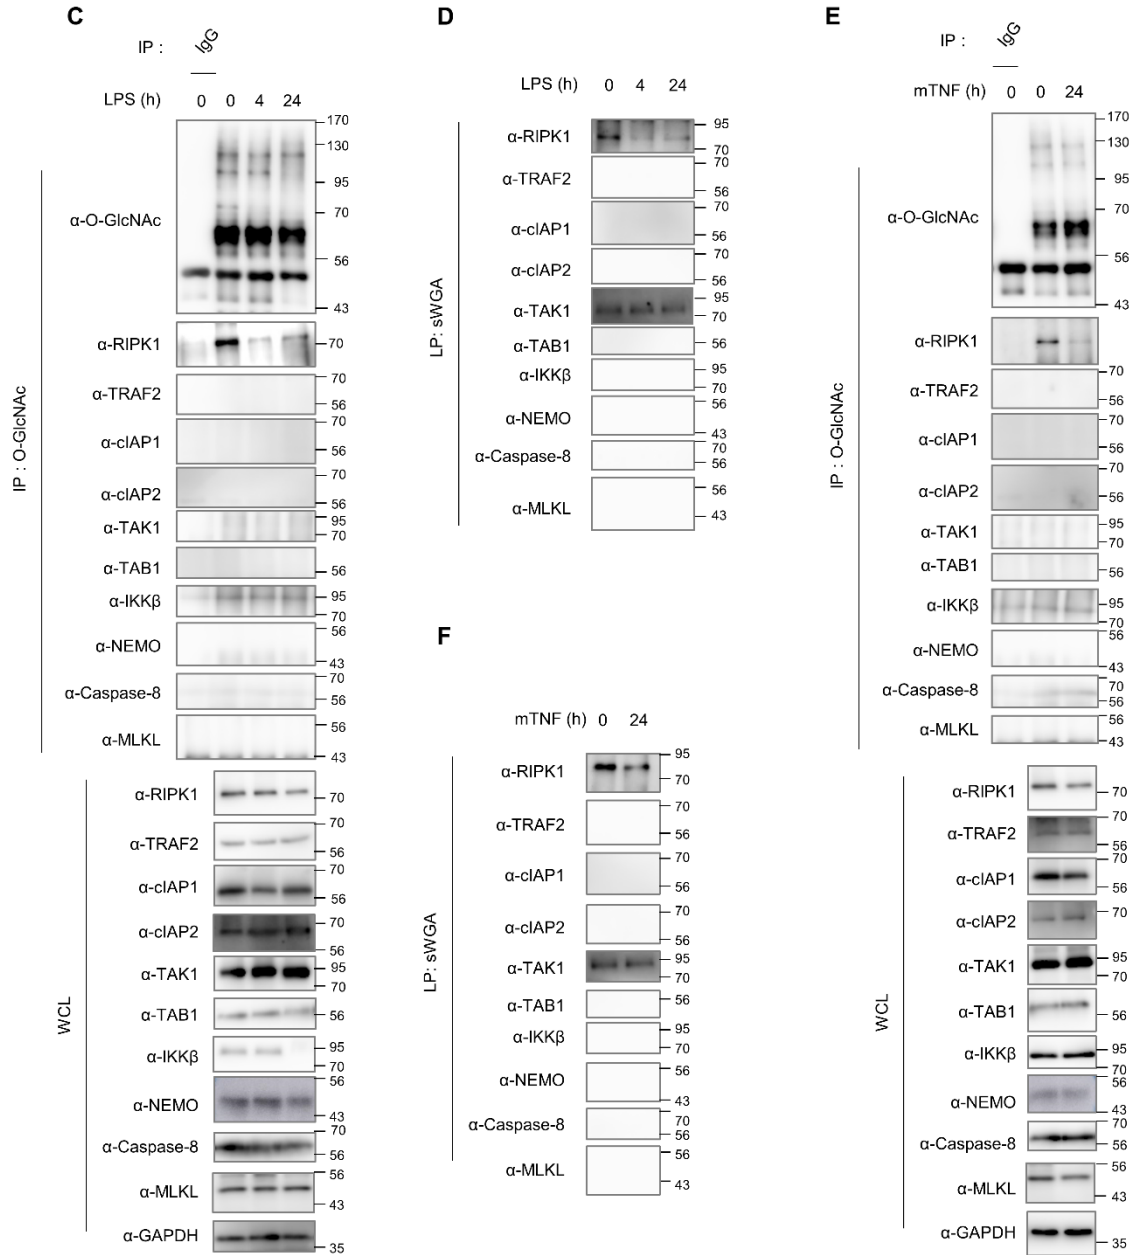 C
IP : IgG
LPS (h) 0 0 4 24
IP : O-GlcNAc
α-O-GlcNAc 170 130 95 70 56 43
α-RIPK1 70
α-TRAF2 70 56
α-cIAP1 70 56
α-cIAP2 70 56
α-TAK1 95 70
α-TAB1 56
α-IKKβ 95 70
α-NEMO 56 43
α-Caspase-8 70 56
α-MLKL 56 43
WCL
α-RIPK1 70
α-TRAF2 70 56
α-cIAP1 70 56
α-cIAP2 70 56
α-TAK1 95 70
α-TAB1 56
α-IKKβ 95 70
α-NEMO 56 43
α-Caspase-8 70 56
α-MLKL 56 43
α-GAPDH 35
D
LPS (h) 0 4 24
LP: sWGA
α-RIPK1 95 70
α-TRAF2 70 56
α-cIAP1 70 56
α-cIAP2 70 56
α-TAK1 95 70
α-TAB1 56
α-IKKβ 95 70
α-NEMO 56 43
α-Caspase-8 70 56
α-MLKL 56 43
F
mTNF (h) 0 24
LP: sWGA
α-RIPK1 95 70
α-TRAF2 70 56
α-cIAP1 70 56
α-cIAP2 70 56
α-TAK1 95 70
α-TAB1 56
α-IKKβ 95 70
α-NEMO 56 43
α-Caspase-8 70 56
α-MLKL 56 43
E
IP : IgG
mTNF (h) 0 0 24
IP : O-GlcNAc
α-O-GlcNAc 170 130 95 70 56 43
α-RIPK1 70
α-TRAF2 70 56
α-cIAP1 70 56
α-cIAP2 70 56
α-TAK1 95 70
α-TAB1 56
α-IKKβ 95 70
α-NEMO 56 43
α-Caspase-8 70 56
α-MLKL 56 43
WCL
α-RIPK1 70
α-TRAF2 70 56
α-cIAP1 70 56
α-cIAP2 70
α-TAK1 95 70
α-TAB1 56
α-IKKβ 95 70
α-NEMO 56 43
α-Caspase-8 70 56
α-MLKL 56 43
α-GAPDH 35